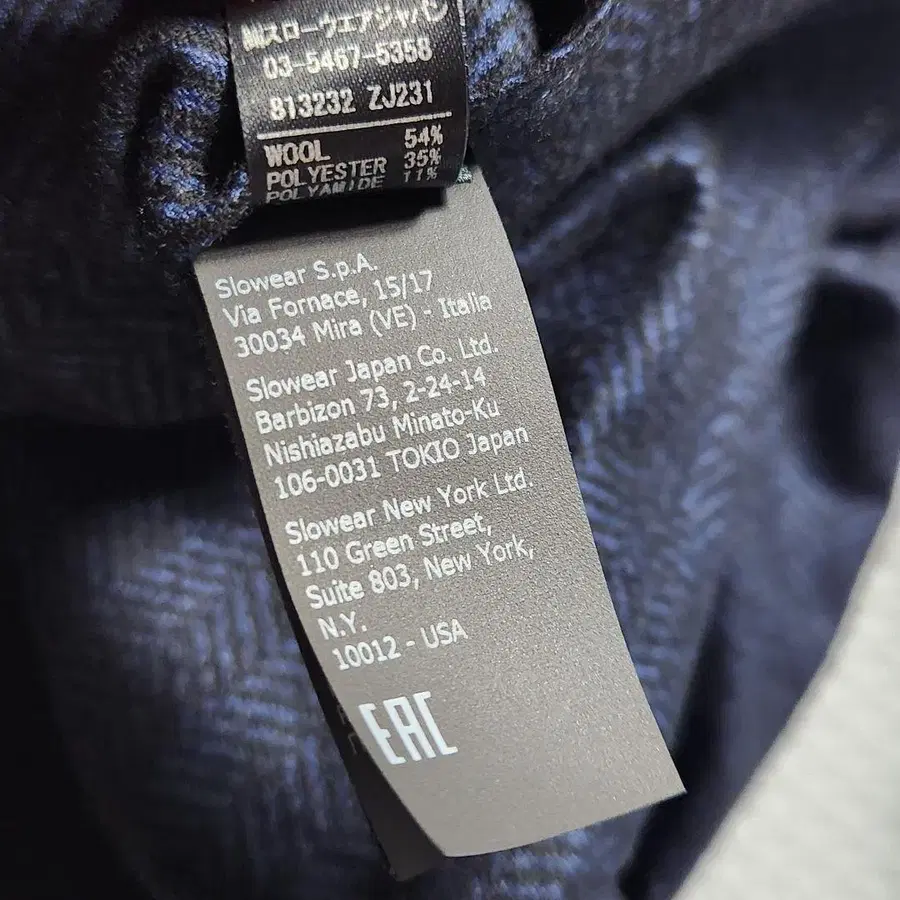 ㈱スローウエアジャパン
03-5467-5358
813232 ZJ231
WOOL 54%
POLYESTER 35%
POLYAMIDE 11%
Slowear S.p.A.
Via Fornace, 15/17
30034 Mira (VE) - Italia
Slowear Japan Co. Ltd.
Barbizon 73, 2-24-14
Nishiazabu Minato-Ku
106-0031 TOKIO Japan
Slowear New York Ltd.
110 Green Street,
Suite 803, New York,
N.Y.
10012 - USA
EAC